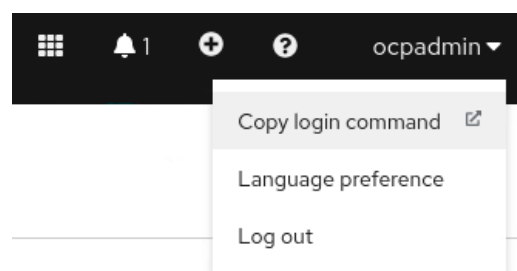 1
ocpadmin
Copy login command
Language preference
Log out